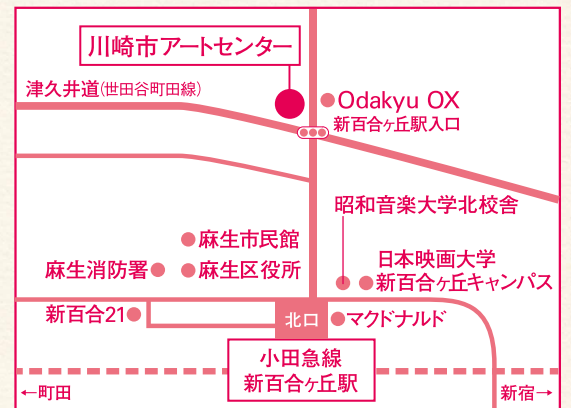 川崎市アートセンター
津久井道(世田谷町田線)
Odakyu OX
新百合ヶ丘駅入口
昭和音楽大学北校舎
麻生市民館
日本映画大学
新百合ヶ丘キャンパス
麻生消防署
麻生区役所
新百合21
北口
マクドナルド
小田急線
新百合ヶ丘駅
←町田
新宿→